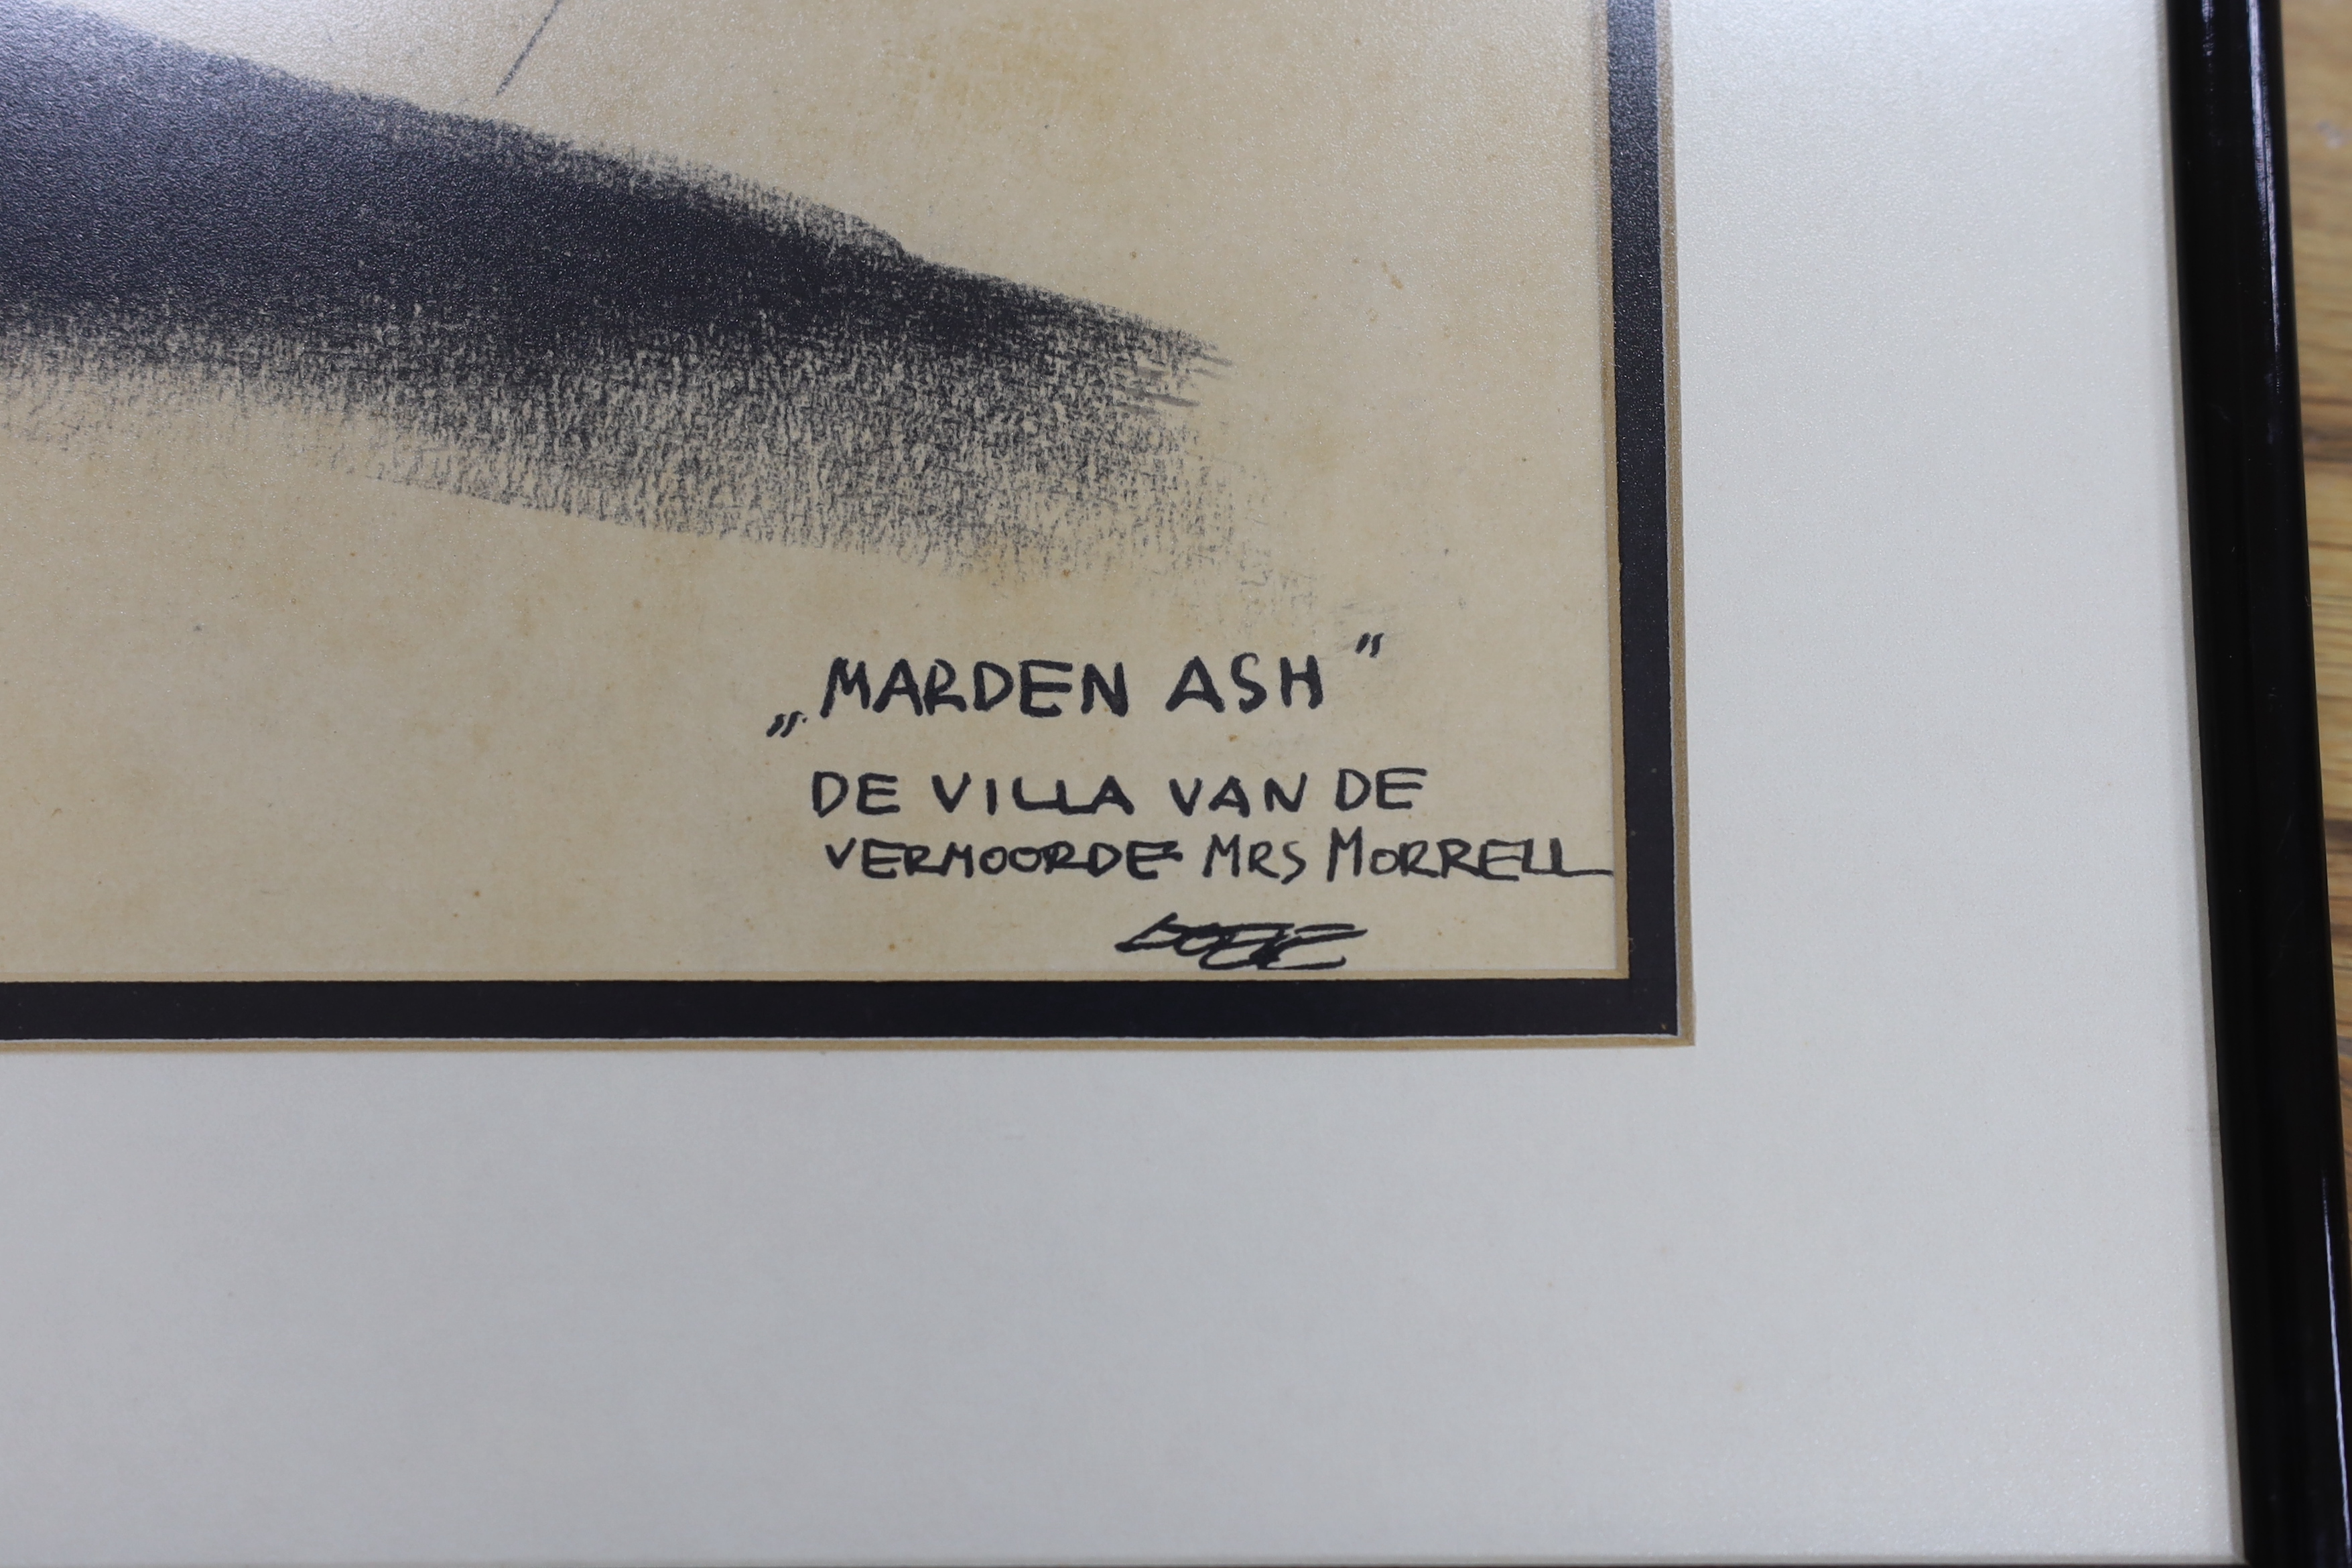 „MARDEN ASH"
DE VILLA VAN DE
VERMOORDE MRS MORRELL